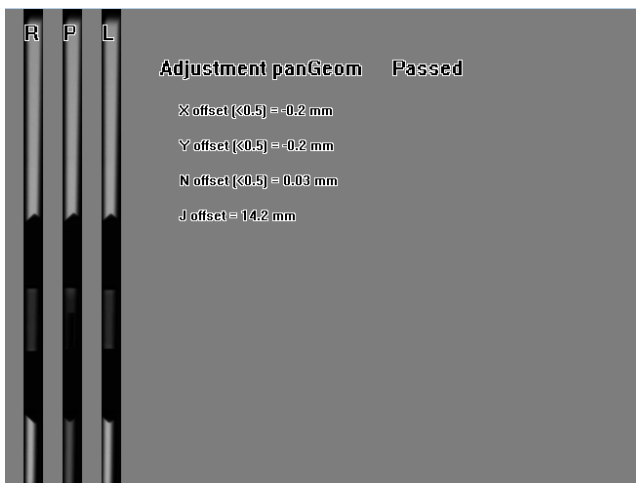 R P L
Adjustment panGeom Passed
X offset (<0.5) = -0.2 mm
Y offset (<0.5) = -0.2 mm
N offset (<0.5) = 0.03 mm
J offset = 14.2 mm